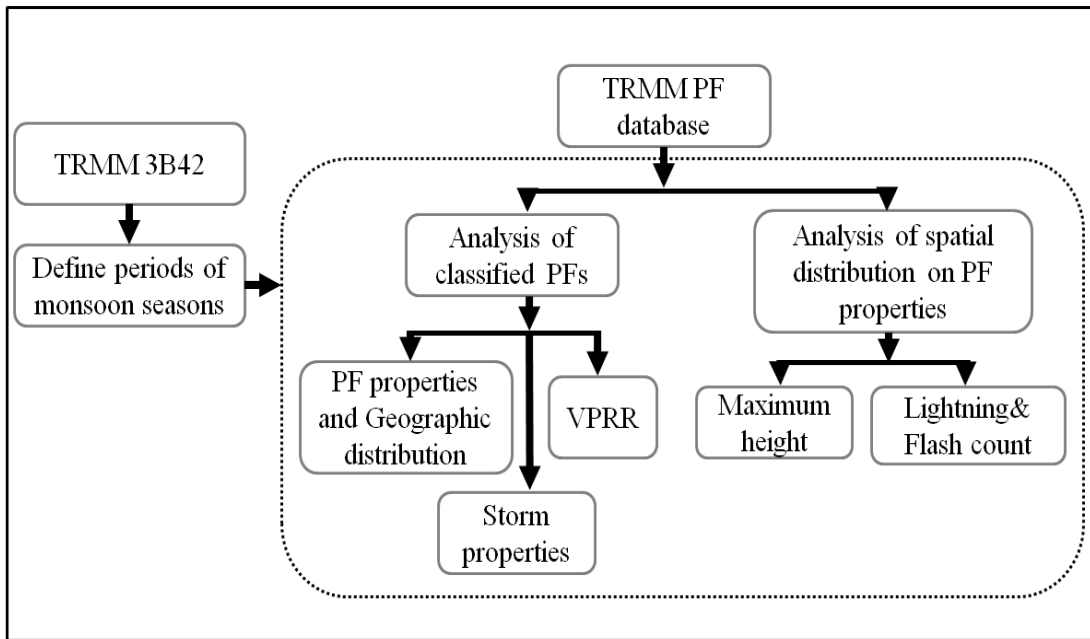 TRMM PF
database
TRMM 3B42
Define periods of
monsoon seasons
Analysis of
classified PFs
Analysis of spatial
distribution on PF
properties
PF properties
and Geographic
distribution
VPRR
Storm
properties
Maximum
height
Lightning&
Flash count